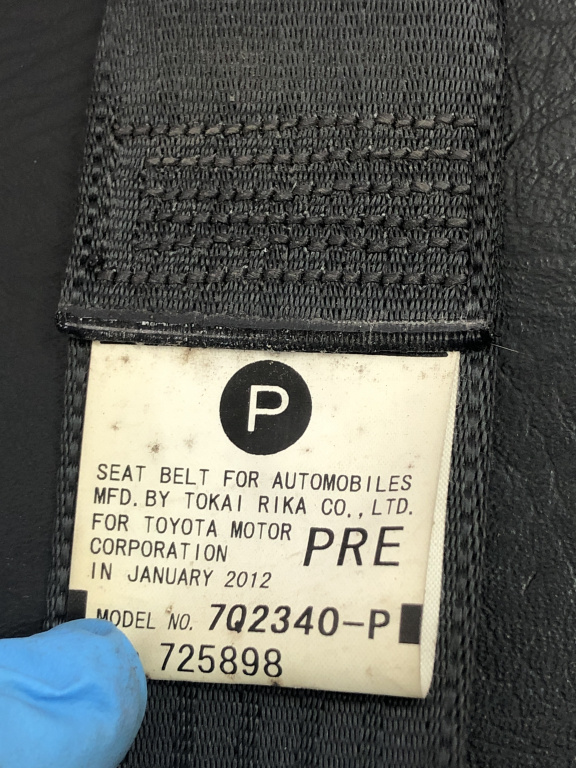 P
SEAT BELT FOR AUTOMOBILES
MFD. BY TOKAI RIKA CO., LTD.
FOR TOYOTA MOTOR
CORPORATION PRE
IN JANUARY 2012
MODEL NO. 7Q2340-P
725898